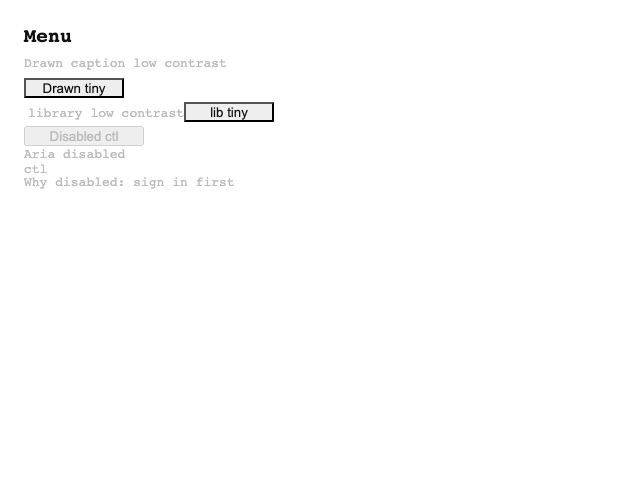 Menu
Drawn caption low contrast
Drawn tiny
library low contrast lib tiny
Disabled ctl
Aria disabled
ctl
Why disabled: sign in first